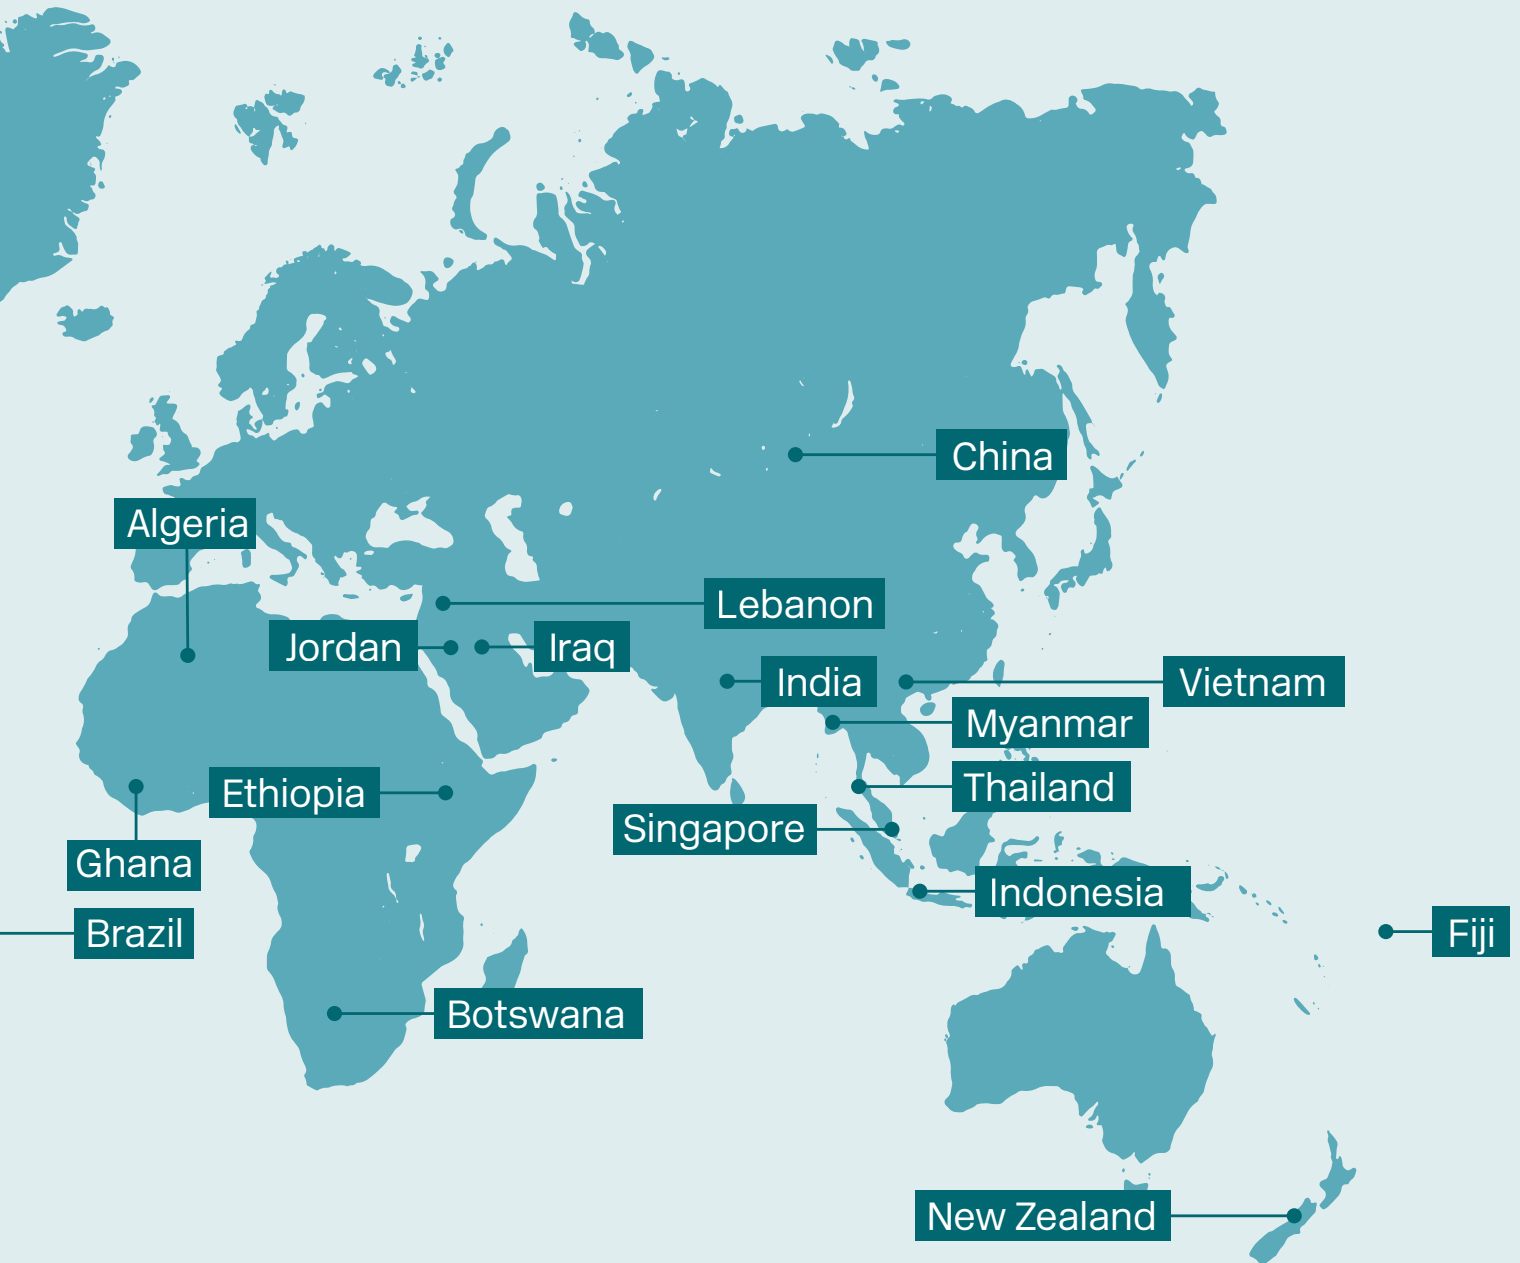 China
Algeria
Lebanon
Jordan
Iraq
India
Vietnam
Myanmar
Ethiopia
Thailand
Singapore
Ghana
Indonesia
Brazil
Fiji
Botswana
New Zealand